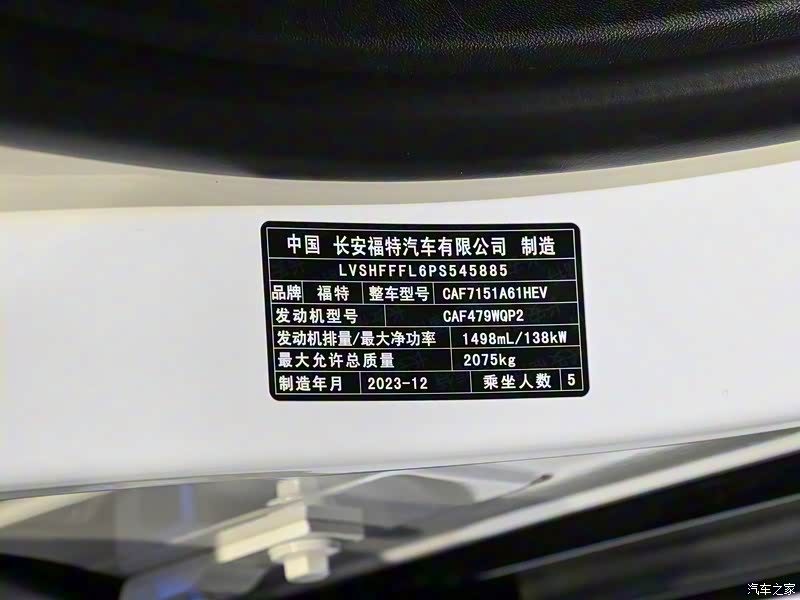 中国 长安福特汽车有限公司 制造
LVSHFFFL6PS545885
品牌 福特 整车型号 CAF7151A61HEV
发动机型号 CAF479WQP2
发动机排量/最大净功率 1498mL/138kW
最大允许总质量 2075kg
制造年月 2023-12 乘坐人数 5
汽车之家